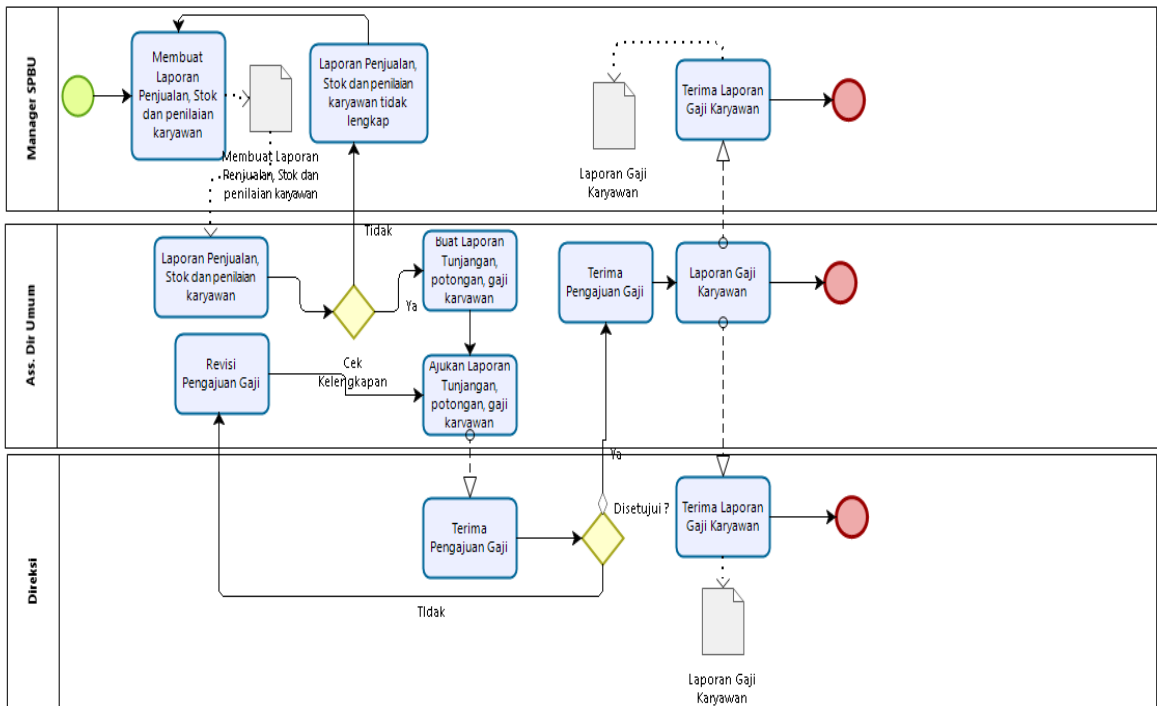 Manager SPBU
Membuat
Laporan
Penjualan, Stok
dan penilaian
karyawan
Membuat Laporan
Penjualan, Stok dan
penilaian karyawan
Laporan Penjualan,
Stok dan penilaian
karyawan tidak
lengkap
Laporan Gaji
Karyawan
Terima Laporan
Gaji Karyawan
Ass. Dir Umum
Laporan Penjualan,
Stok dan penilaian
karyawan
Tidak
Ya
Cek
Kelengkapan
Buat Laporan
Tunjangan,
potongan, gaji
karyawan
Revisi
Pengajuan Gaji
Ajukan Laporan
Tunjangan,
potongan, gaji
karyawan
Terima
Pengajuan Gaji
Laporan Gaji
Karyawan
Direksi
Terima
Pengajuan Gaji
Ya
Disetujui ?
TIdak
Terima Laporan
Gaji Karyawan
Laporan Gaji
Karyawan